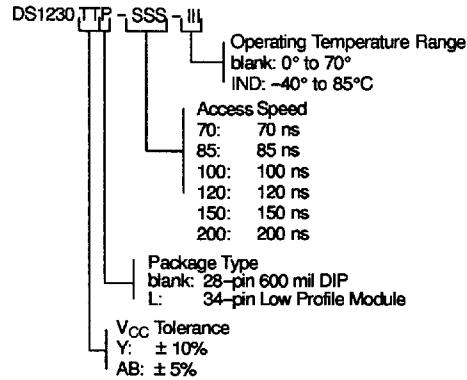 DS1230 TTP - SSS - III
Operating Temperature Range
blank: 0° to 70°
IND: –40° to 85°C
Access Speed
70: 70 ns
85: 85 ns
100: 100 ns
120: 120 ns
150: 150 ns
200: 200 ns
Package Type
blank: 28–pin 600 mil DIP
L: 34–pin Low Profile Module
VCC Tolerance
Y: ± 10%
AB: ± 5%